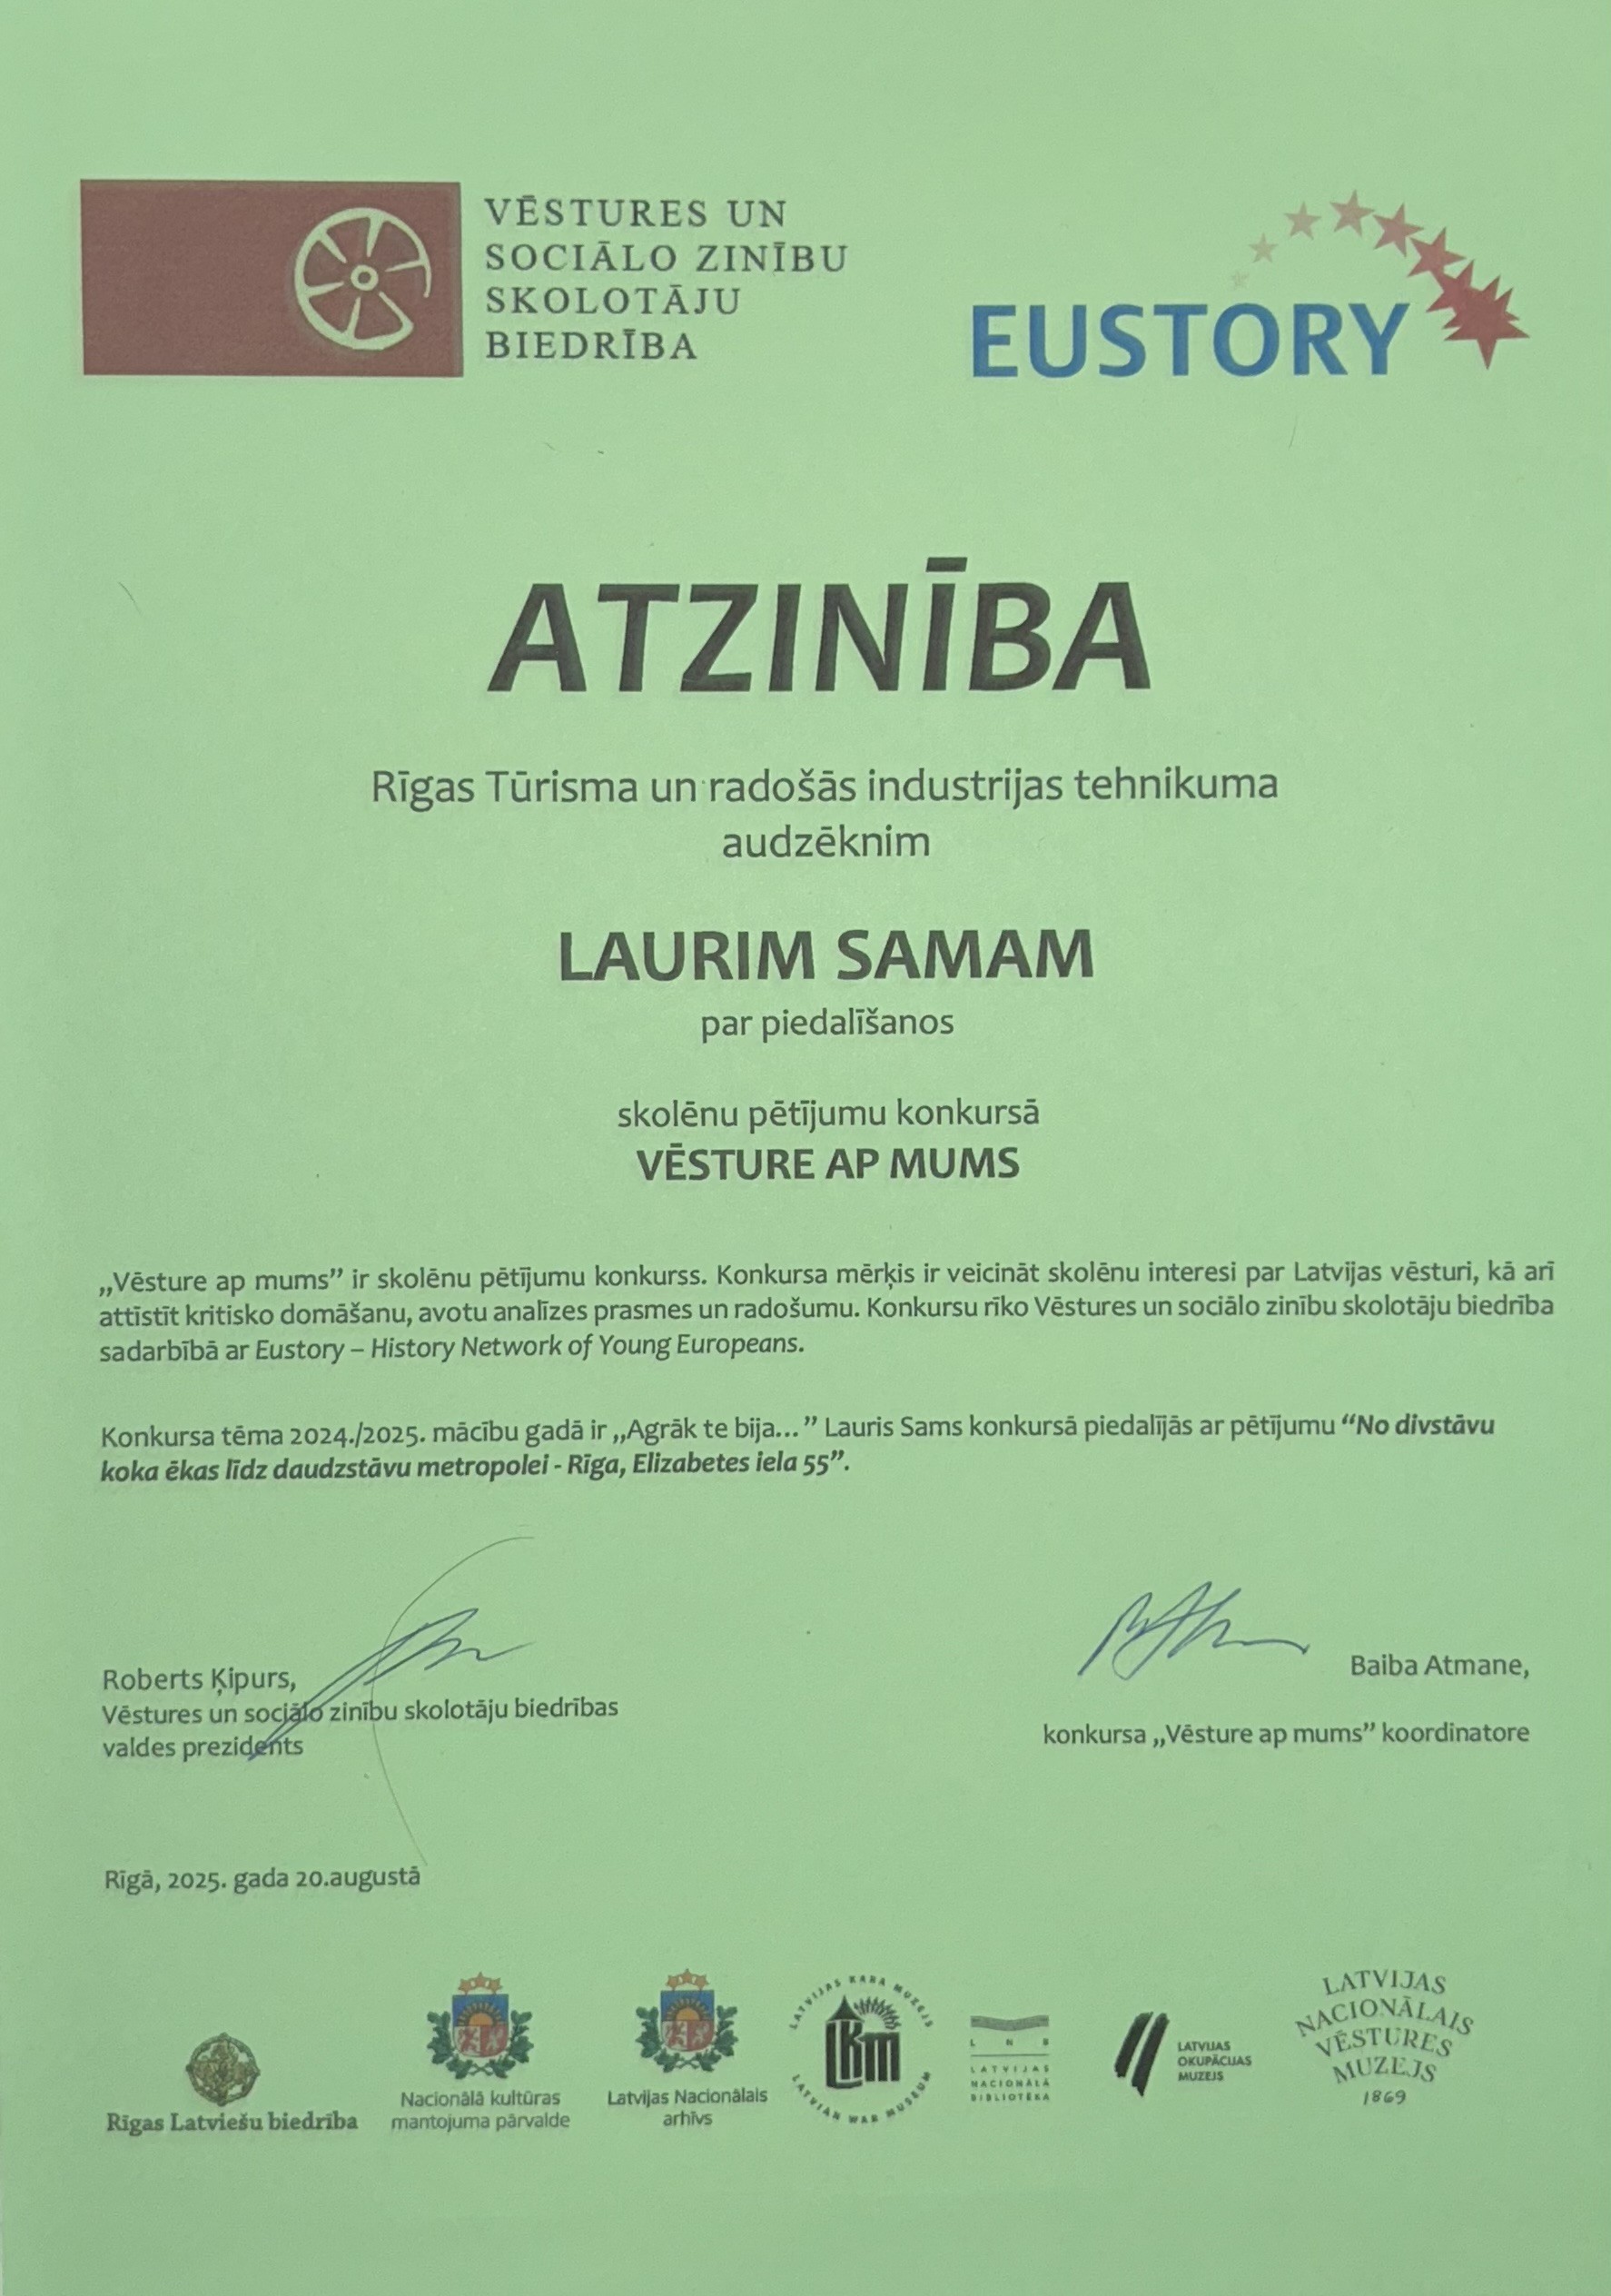 VĒSTURES UN
SOCIĀLO ZINĪBU
SKOLOTĀJU
BIEDRĪBA
EUSTORY
ATZINĪBA
Rīgas Tūrisma un radošās industrijas tehnikuma
audzēknim
LAURIM SAMAM
par piedalīšanos
skolēnu pētījumu konkursā
VĒSTURE AP MUMS
„Vēsture ap mums” ir skolēnu pētījumu konkurss. Konkursa mērķis ir veicināt skolēnu interesi par Latvijas vēsturi, kā arī
attīstīt kritisko domāšanu, avotu analīzes prasmes un radošumu. Konkursu rīko Vēstures un sociālo zinību skolotāju biedrība
sadarbībā ar Eustory – History Network of Young Europeans.
Konkursa tēma 2024./2025. mācību gadā ir „Agrāk te bija...” Lauris Sams konkursā piedalījās ar pētījumu “No divstāvu
koka ēkas līdz daudzstāvu metropolei - Rīga, Elizabetes iela 55”.
Roberts Ķipurs,
Vēstures un sociālo zinību skolotāju biedrības
valdes prezidents
Baiba Atmane,
konkursa „Vēsture ap mums” koordinatore
Rīgā, 2025. gada 20.augustā
Rīgas Latviešu biedrība
Nacionālā kultūras
mantojuma pārvalde
Latvijas Nacionālais
arhīvs
LATVIJAS KARA MUZEJS
LKM
LATVIAN WAR MUSEUM
L N B
LATVIJAS
NACIONĀLĀ
BIBLIOTĒKA
LATVIJAS
OKUPĀCIJAS
MUZEJS
LATVIJAS
NACIONĀLAIS
VĒSTURES
MUZEJS
1869